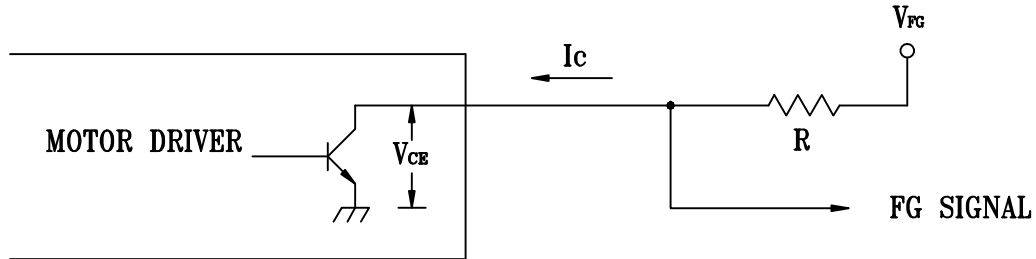 VFG
Ic
MOTOR DRIVER
VCE
R
FG SIGNAL